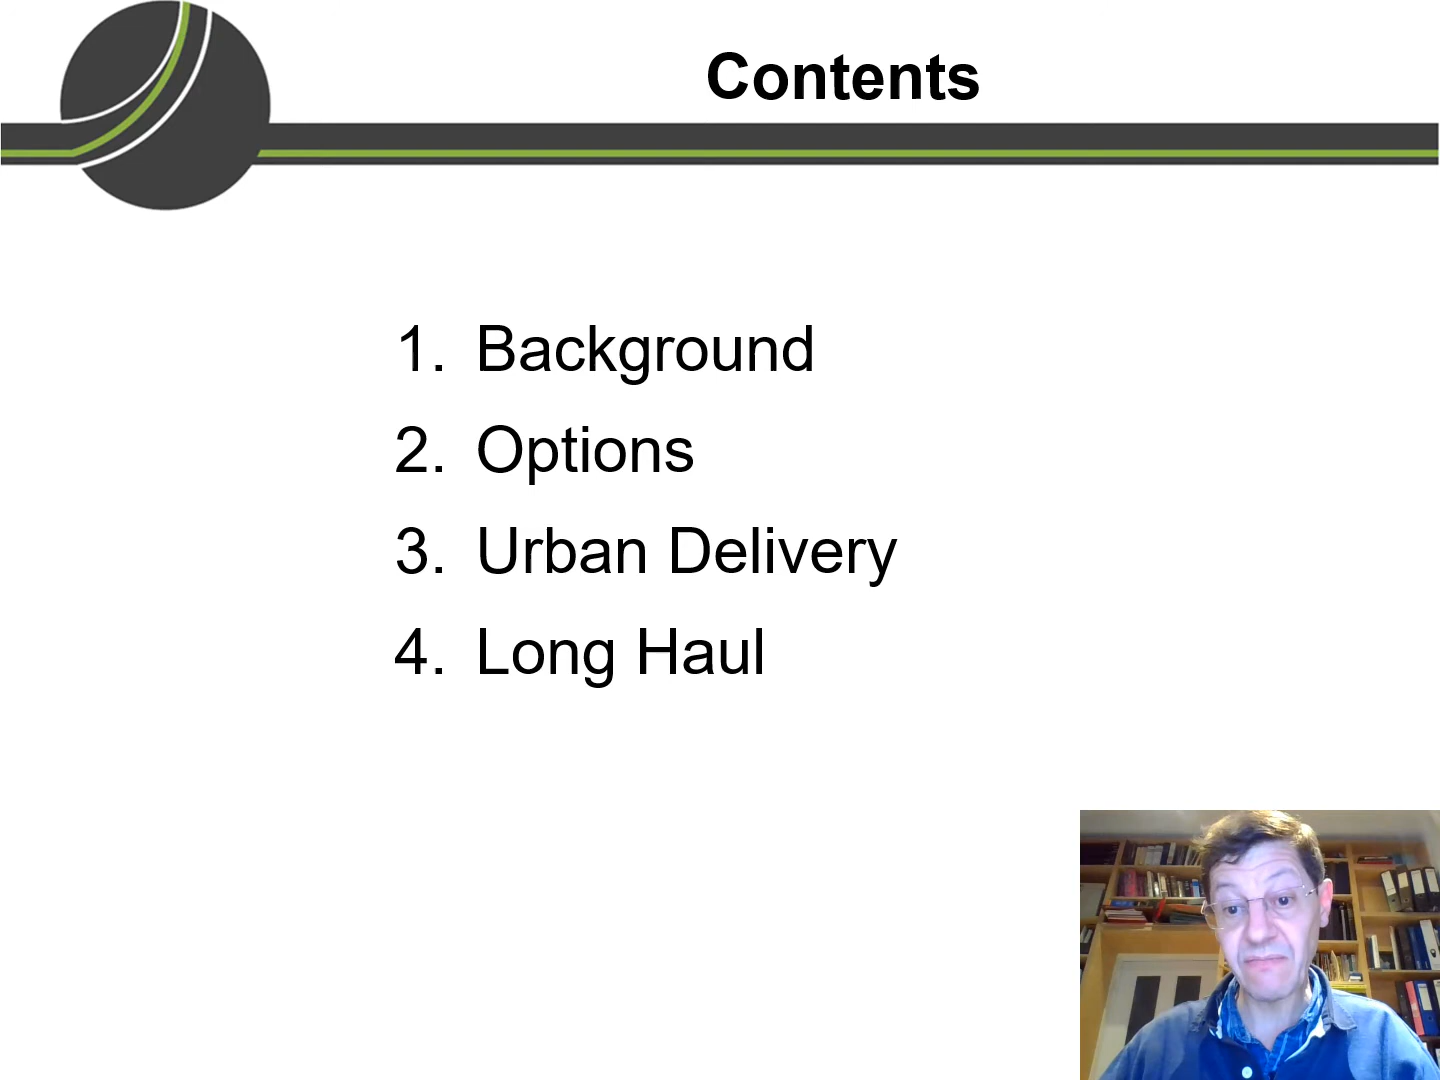 Contents
1. Background
2. Options
3. Urban Delivery
4. Long Haul